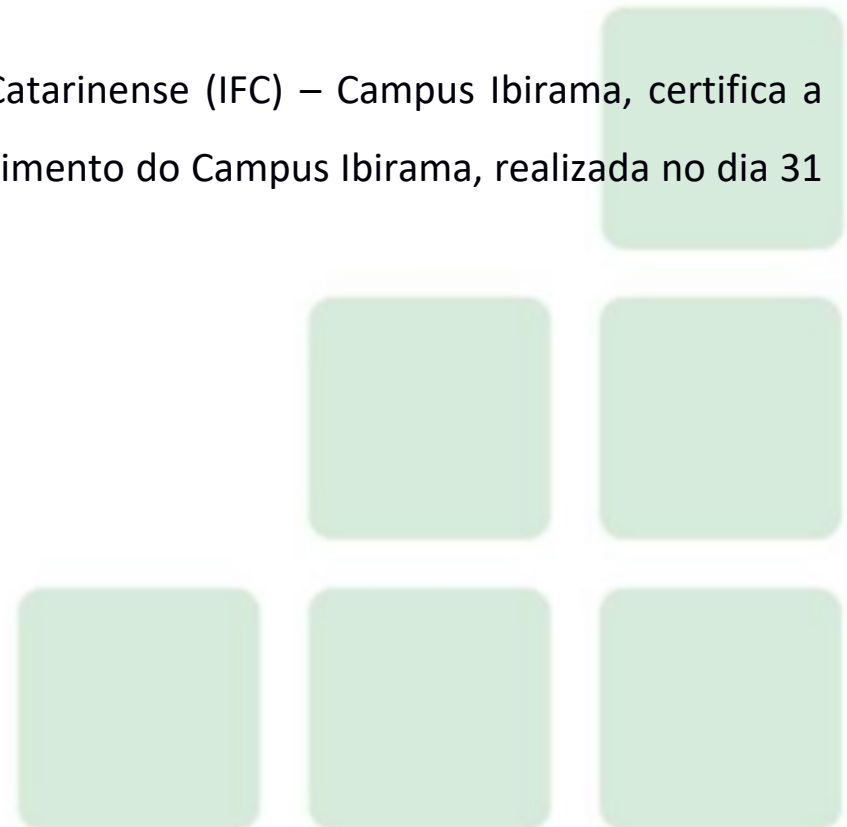 Catarinense (IFC) – Campus Ibirama, certifica a
imento do Campus Ibirama, realizada no dia 31